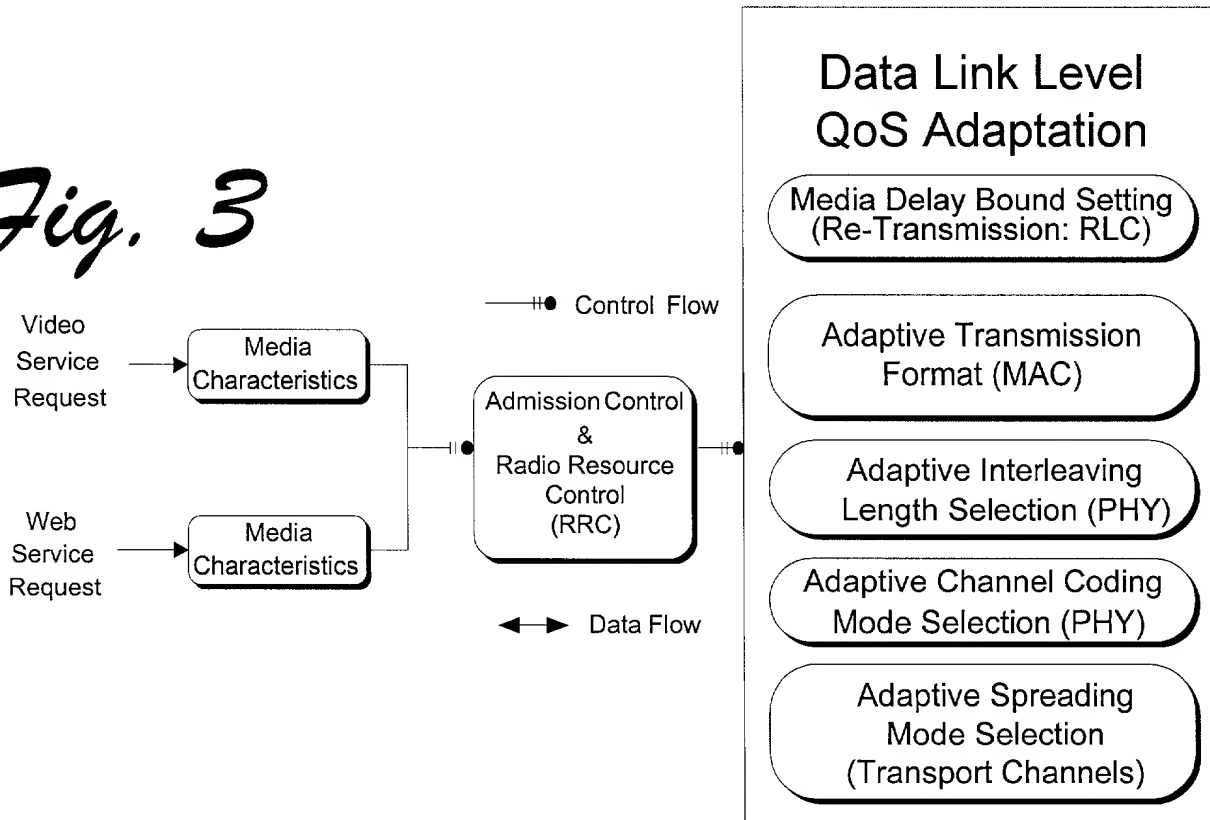 Fig. 3
Video
Service
Request
Media
Characteristics
Web
Service
Request
Media
Characteristics
Control Flow
Admission Control
&
Radio Resource
Control
(RRC)
Data Flow
Data Link Level
QoS Adaptation
Media Delay Bound Setting
(Re-Transmission: RLC)
Adaptive Transmission
Format (MAC)
Adaptive Interleaving
Length Selection (PHY)
Adaptive Channel Coding
Mode Selection (PHY)
Adaptive Spreading
Mode Selection
(Transport Channels)